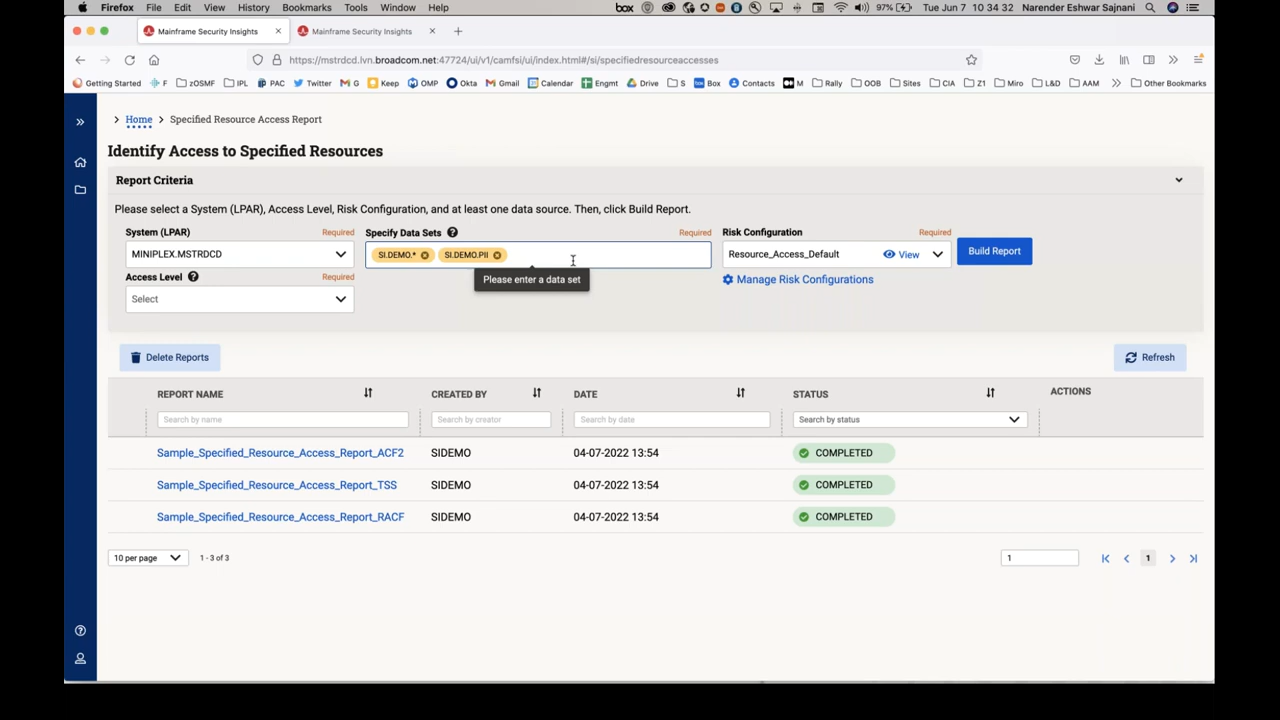 Firefox File Edit View History Bookmarks Tools Window Help box 97% Tue Jun 7 10 34 32 Narender Eshwar Sajnani
Mainframe Security Insights × Mainframe Security Insights × +
https://mstrdcd.lvn.broadcom.net:47724/ui/v1/camfsi/ui/index.html#/si/specifiedresourceaccesses
Getting Started F zOSMF IPL PAC Twitter G Keep OMP Okta Gmail Calendar Engmt Drive S Box Contacts M Rally OOB Sites CIA Z1 Miro L&D AAM Other Bookmarks
Home Specified Resource Access Report
Identify Access to Specified Resources
Report Criteria
Please select a System (LPAR), Access Level, Risk Configuration, and at least one data source. Then, click Build Report.
System (LPAR) Required Specify Data Sets ? Required Risk Configuration Required
MINIPLEX.MSTRDCD SI.DEMO.* SI.DEMO.PII Resource_Access_Default View Build Report
Access Level ? Required Please enter a data set Manage Risk Configurations
Select
Delete Reports Refresh
REPORT NAME CREATED BY DATE STATUS ACTIONS
Search by name Search by creator Search by date Search by status
Sample_Specified_Resource_Access_Report_ACF2 SIDEMO 04-07-2022 13:54 COMPLETED
Sample_Specified_Resource_Access_Report_TSS SIDEMO 04-07-2022 13:54 COMPLETED
Sample_Specified_Resource_Access_Report_RACF SIDEMO 04-07-2022 13:54 COMPLETED
10 per page 1 - 3 of 3 1 1